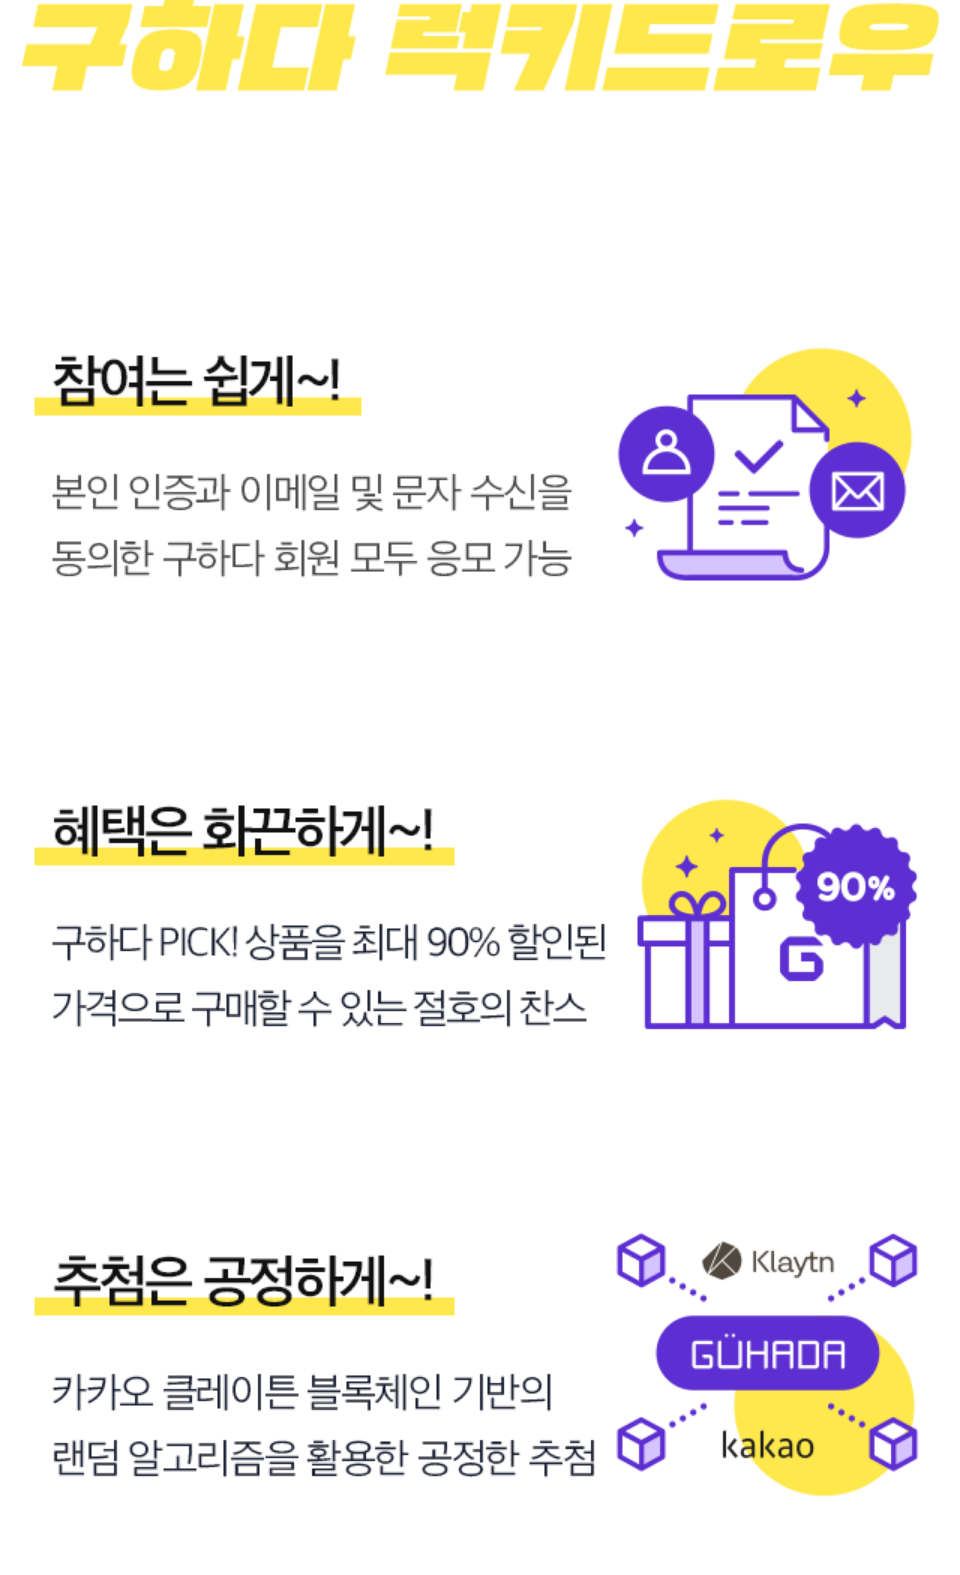 구하다 럭키드로우
참여는 쉽게~!
본인 인증과 이메일 및 문자 수신을
동의한 구하다 회원 모두 응모 가능
혜택은 화끈하게~!
구하다 PICK! 상품을 최대 90% 할인된
가격으로 구매할 수 있는 절호의 찬스
90%
G
추첨은 공정하게~!
카카오 클레이튼 블록체인 기반의
랜덤 알고리즘을 활용한 공정한 추첨
Klaytn
GÜHADA
kakao